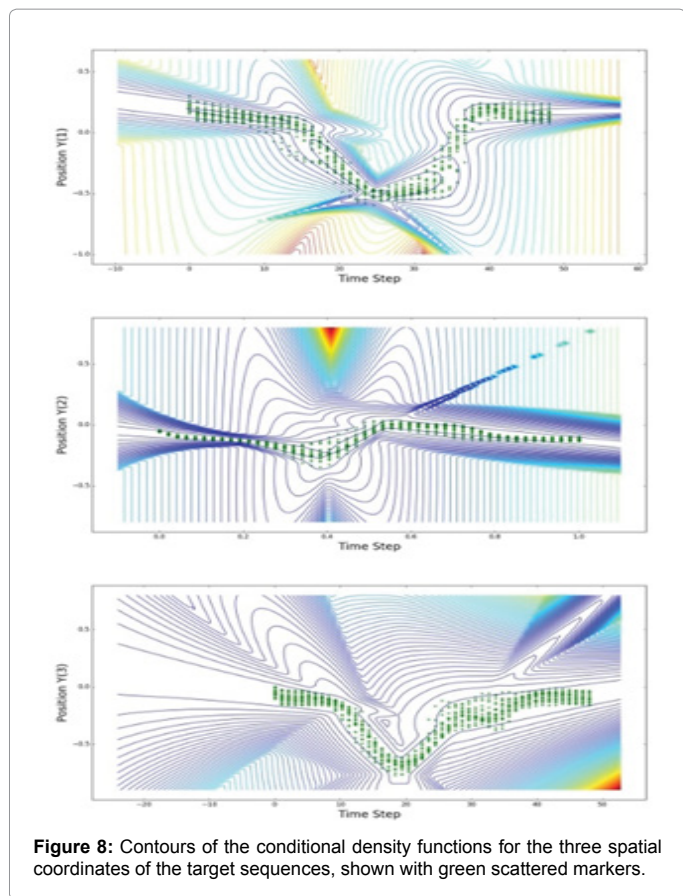 0.5
0.0
−0.5
−1.0
Position Y(1)
−10 0 10 20 30 40 50 60
Time Step
0.5
0.0
−0.5
Position Y(2)
0.0 0.2 0.4 0.6 0.8 1.0
Time Step
0.5
0.0
−0.5
Position Y(3)
−20 −10 0 10 20 30 40 50
Time Step
Figure 8: Contours of the conditional density functions for the three spatial
coordinates of the target sequences, shown with green scattered markers.